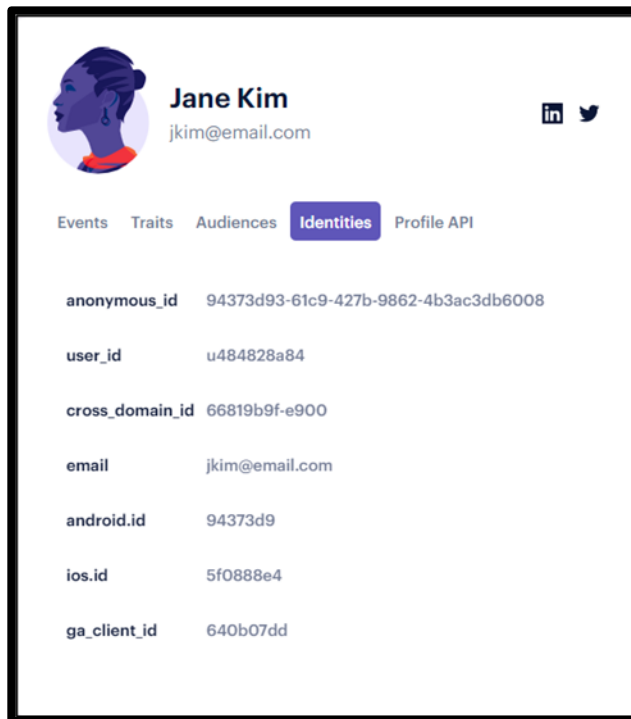 Jane Kim
in
jkim@email.com
Events Traits Audiences Identities Profile API
anonymous_id 94373d93-61c9-427b-9862-4b3ac3db6008
user_id u484828a84
cross_domain_id 66819b9f-e900
email jkim@email.com
android.id 94373d9
ios.id 5f0888e4
ga_client_id 640b07dd